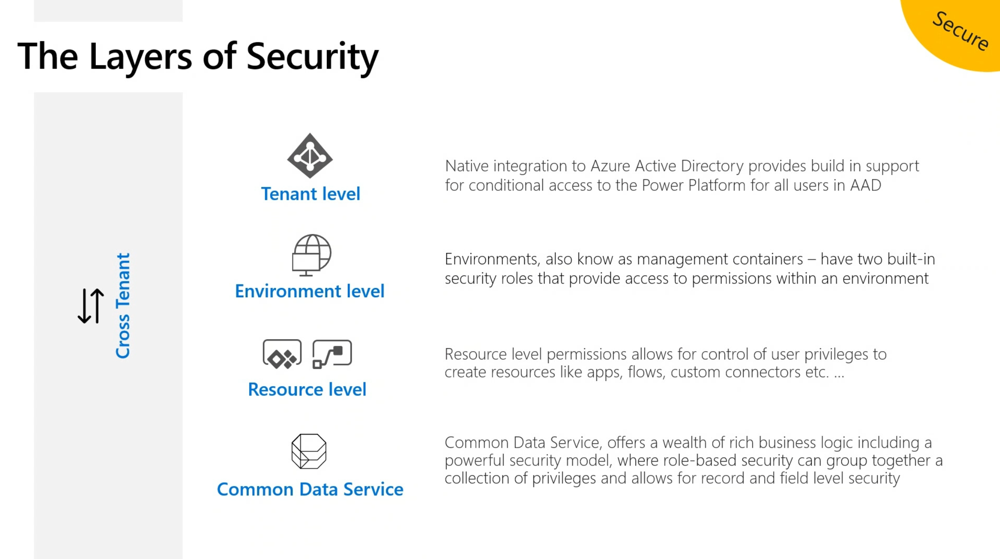 Secure
The Layers of Security
Cross Tenant
Tenant level
Native integration to Azure Active Directory provides build in support
for conditional access to the Power Platform for all users in AAD
Environment level
Environments, also know as management containers – have two built-in
security roles that provide access to permissions within an environment
Resource level
Resource level permissions allows for control of user privileges to
create resources like apps, flows, custom connectors etc. ...
Common Data Service
Common Data Service, offers a wealth of rich business logic including a
powerful security model, where role-based security can group together a
collection of privileges and allows for record and field level security